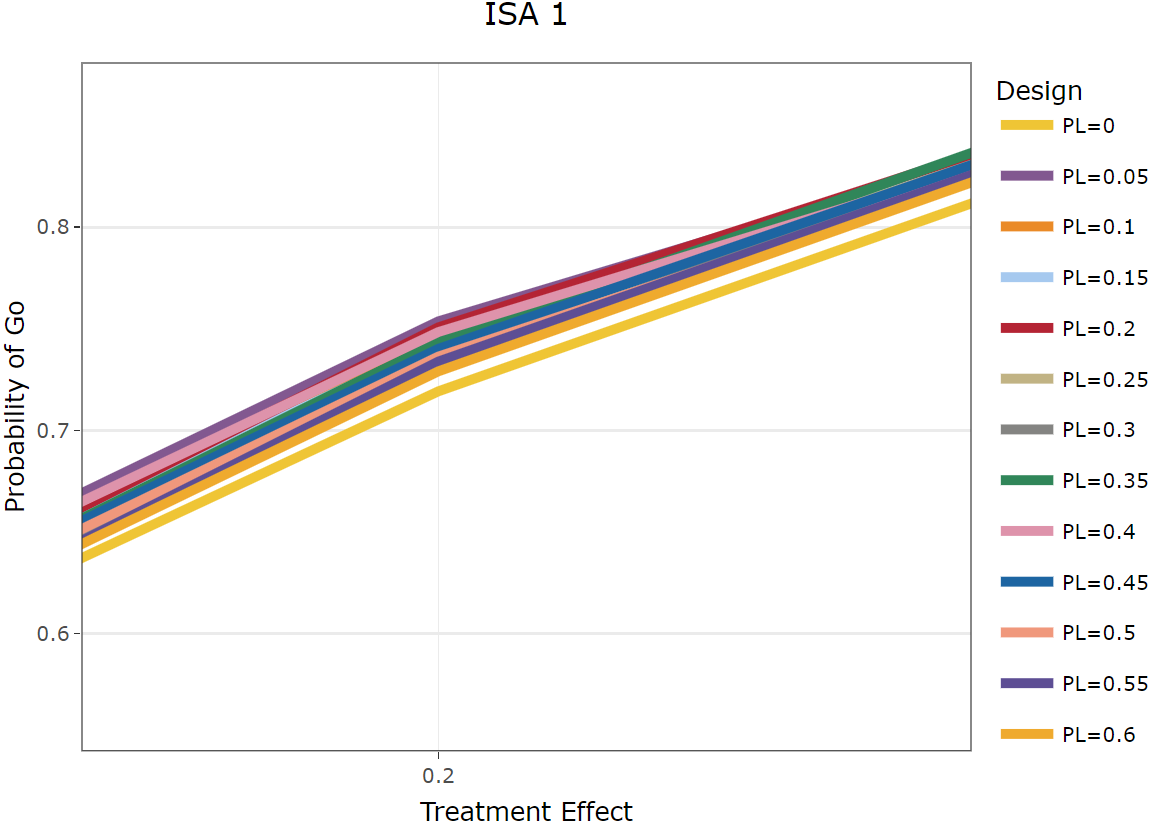 ISA 1
Probability of Go
0.8
0.7
0.6
0.2
Treatment Effect
Design
PL=0
PL=0.05
PL=0.1
PL=0.15
PL=0.2
PL=0.25
PL=0.3
PL=0.35
PL=0.4
PL=0.45
PL=0.5
PL=0.55
PL=0.6